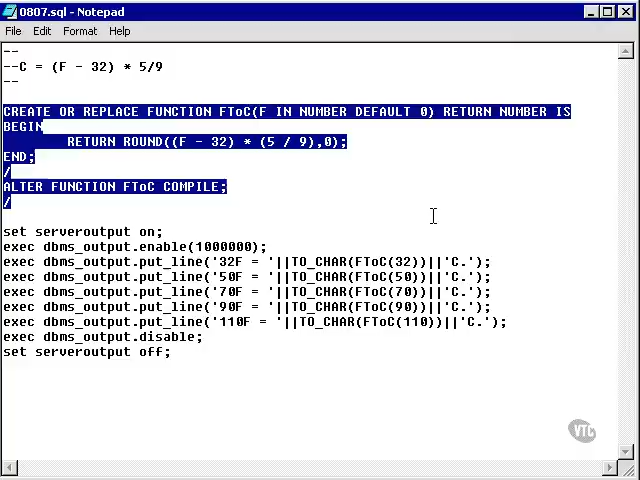 0807.sql - Notepad
File Edit Format Help
--
--C = (F - 32) * 5/9
--
CREATE OR REPLACE FUNCTION FToC(F IN NUMBER DEFAULT 0) RETURN NUMBER IS
BEGIN
RETURN ROUND((F - 32) * (5 / 9),0);
END;
/
ALTER FUNCTION FToC COMPILE;
/
set serveroutput on;
exec dbms_output.enable(1000000);
exec dbms_output.put_line('32F = '||TO_CHAR(FToC(32))||'C.');
exec dbms_output.put_line('50F = '||TO_CHAR(FToC(50))||'C.');
exec dbms_output.put_line('70F = '||TO_CHAR(FToC(70))||'C.');
exec dbms_output.put_line('90F = '||TO_CHAR(FToC(90))||'C.');
exec dbms_output.put_line('110F = '||TO_CHAR(FToC(110))||'C.');
exec dbms_output.disable;
set serveroutput off;
VTC